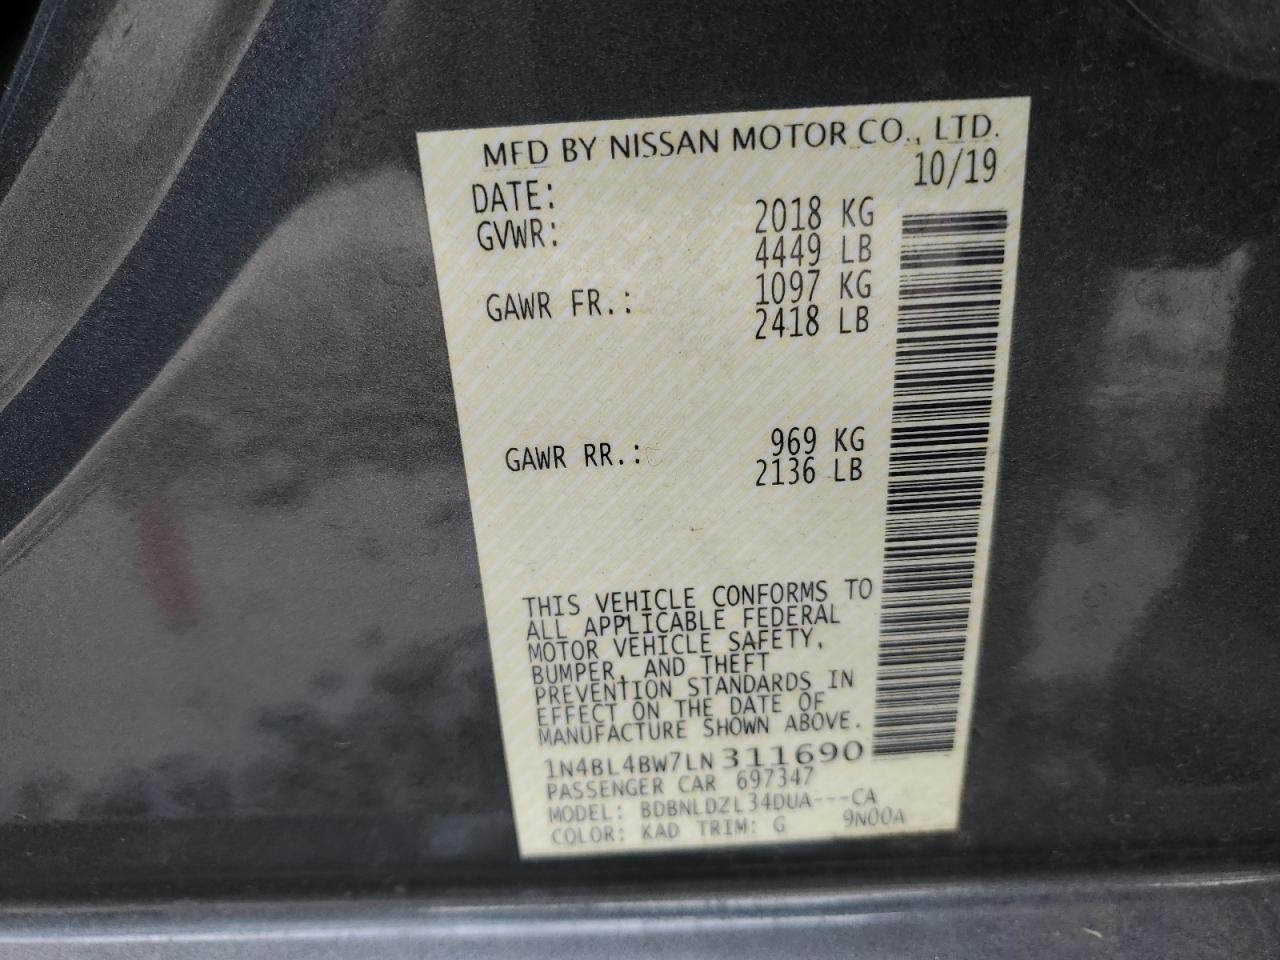 MFD BY NISSAN MOTOR CO., LTD.
DATE: 10/19
GVWR: 2018 KG
4449 LB
GAWR FR.: 1097 KG
2418 LB
GAWR RR.: 969 KG
2136 LB
THIS VEHICLE CONFORMS TO
ALL APPLICABLE FEDERAL
MOTOR VEHICLE SAFETY,
BUMPER, AND THEFT
PREVENTION STANDARDS IN
EFFECT ON THE DATE OF
MANUFACTURE SHOWN ABOVE.
1N4BL4BW7LN311690
PASSENGER CAR 697347
MODEL: BDBNLDZL34DUA---CA
COLOR: KAD TRIM: G 9N00A